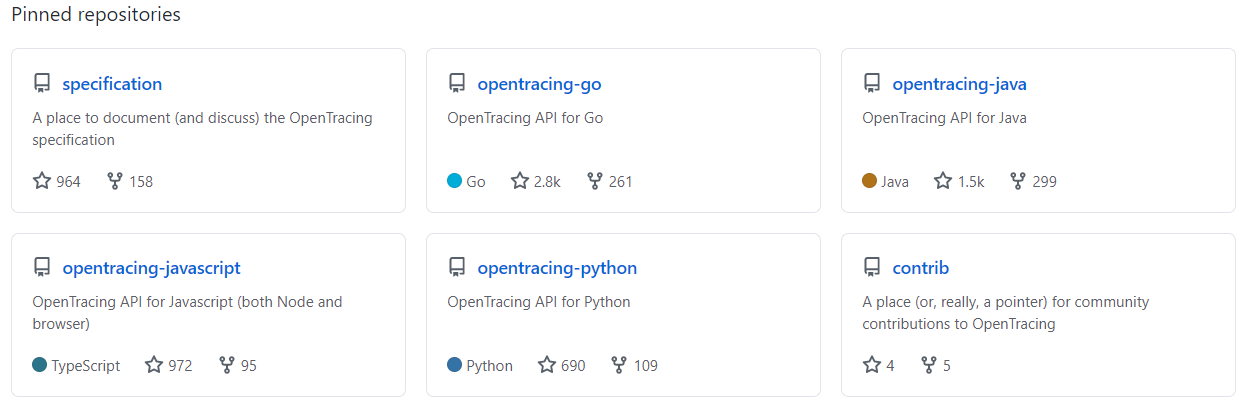 Pinned repositories
specification
A place to document (and discuss) the OpenTracing
specification
964 158
opentracing-go
OpenTracing API for Go
Go 2.8k 261
opentracing-java
OpenTracing API for Java
Java 1.5k 299
opentracing-javascript
OpenTracing API for Javascript (both Node and
browser)
TypeScript 972 95
opentracing-python
OpenTracing API for Python
Python 690 109
contrib
A place (or, really, a pointer) for community
contributions to OpenTracing
4 5